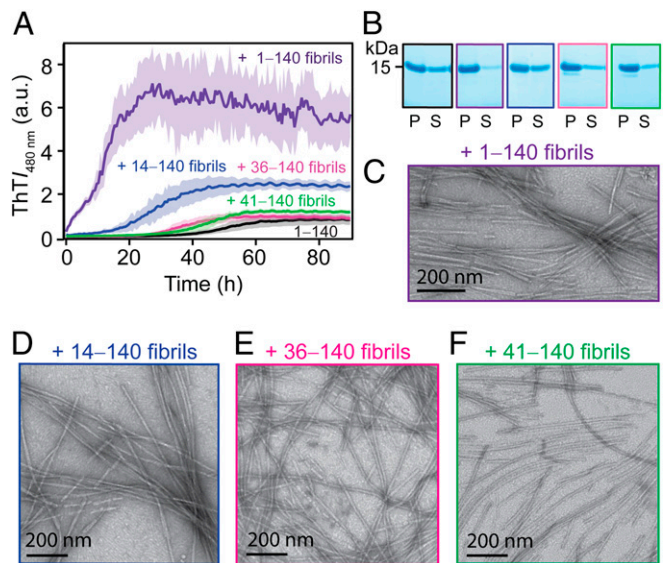 A
B
ThT I480 nm (a.u.)
8
6
4
2
0
+ 1–140 fibrils
+ 14–140 fibrils
+ 36–140 fibrils
+ 41–140 fibrils
1–140
0 20 40 60 80
Time (h)
kDa
15
P S P S P S P S P S
+ 1–140 fibrils
C
200 nm
D + 14–140 fibrils
E + 36–140 fibrils
F + 41–140 fibrils
200 nm
200 nm
200 nm